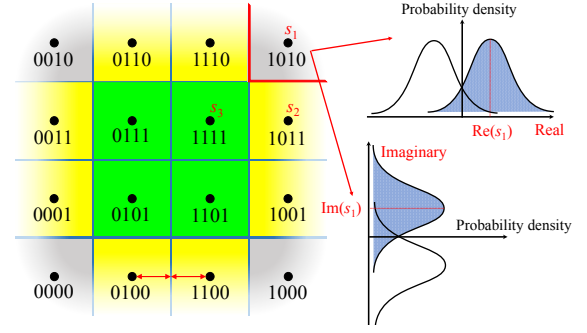 s₁
0010 0110 1110 1010
s₃ s₂
0011 0111 1111 1011
0001 0101 1101 1001
0000 0100 1100 1000
Probability density
Re(s₁) Real
Imaginary
Im(s₁)
Probability density